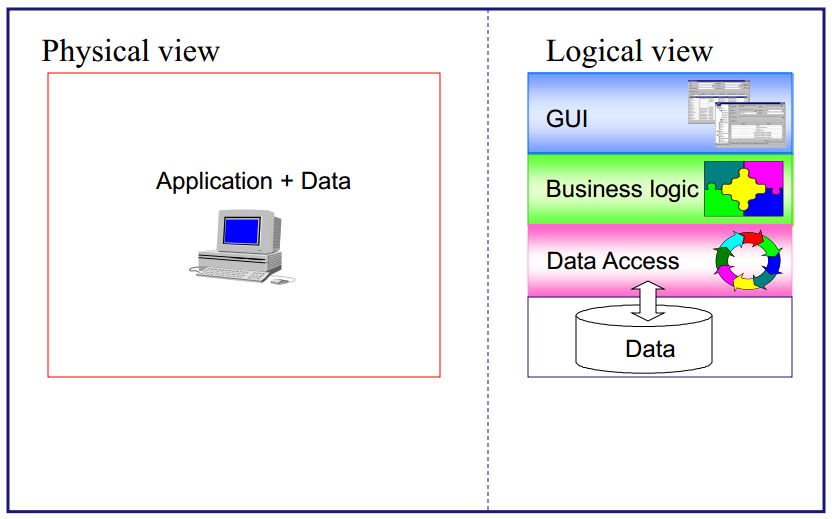 Physical view
Application + Data
Logical view
GUI
Business logic
Data Access
Data